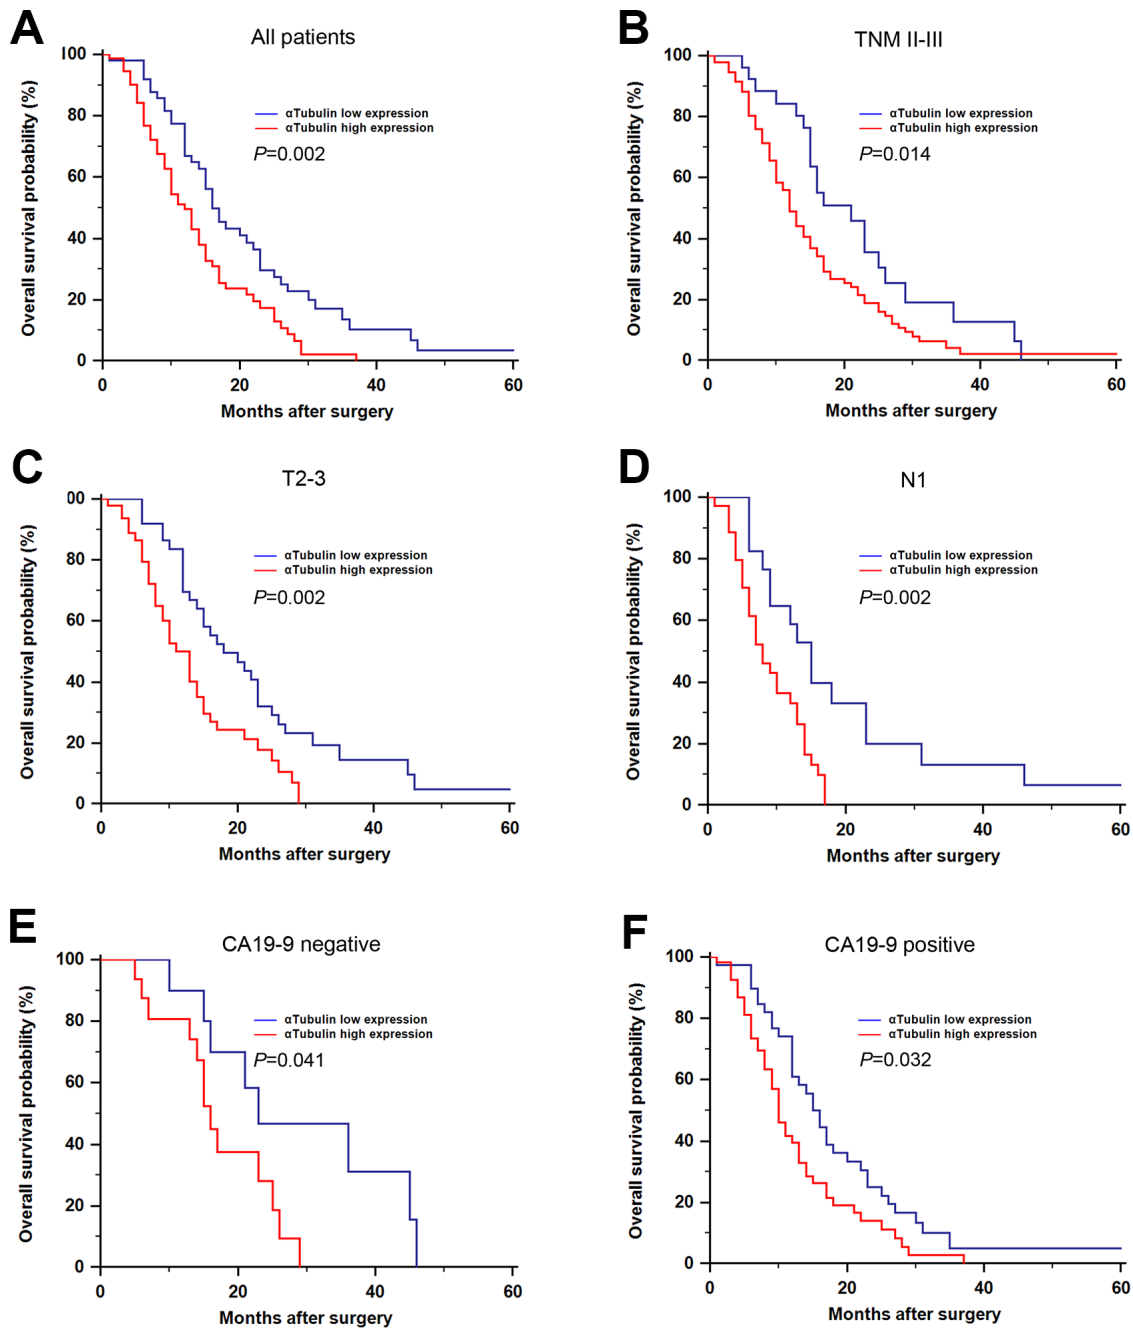 A
All patients
Overall survival probability (%)
100
80
60
40
20
0
αTubulin low expression
αTubulin high expression
P=0.002
0 20 40 60
Months after surgery
B
TNM II-III
Overall survival probability (%)
100
80
60
40
20
0
αTubulin low expression
αTubulin high expression
P=0.014
0 20 40 60
Months after surgery
C
T2-3
Overall survival probability (%)
00
80
60
40
20
0
αTubulin low expression
αTubulin high expression
P=0.002
0 20 40 60
Months after surgery
D
N1
Overall survival probability (%)
100
80
60
40
20
0
αTubulin low expression
αTubulin high expression
P=0.002
0 20 40 60
Months after surgery
E
CA19-9 negative
Overall survival probability (%)
100
80
60
40
20
0
αTubulin low expression
αTubulin high expression
P=0.041
0 20 40 60
Months after surgery
F
CA19-9 positive
Overall survival probability (%)
100
80
60
40
20
0
αTubulin low expression
αTubulin high expression
P=0.032
0 20 40 60
Months after surgery